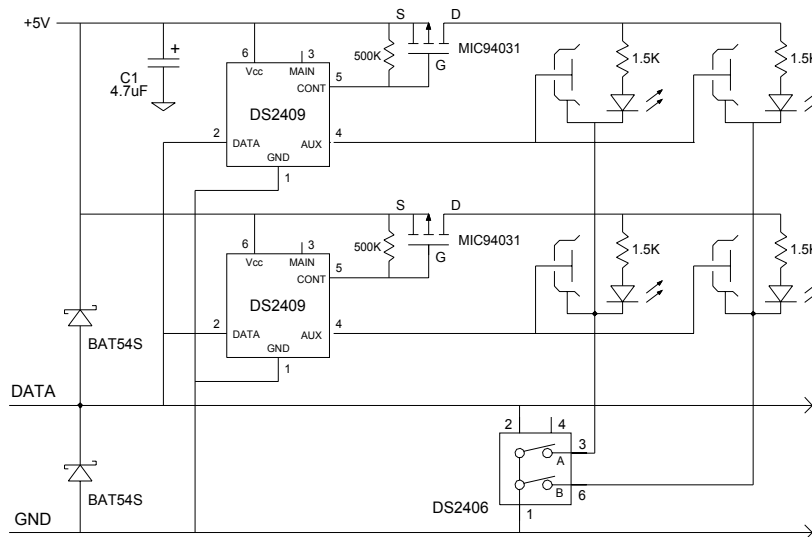 +5V
S
D
MIC94031
G
500K
1.5K
1.5K
+
C1
4.7uF
6
3
Vcc
MAIN
5
CONT
DS2409
2
DATA
AUX
4
GND
1
S
D
MIC94031
G
500K
1.5K
1.5K
6
3
Vcc
MAIN
5
CONT
DS2409
2
DATA
AUX
4
GND
1
BAT54S
DATA
2
4
3
A
B
6
DS2406
1
BAT54S
GND